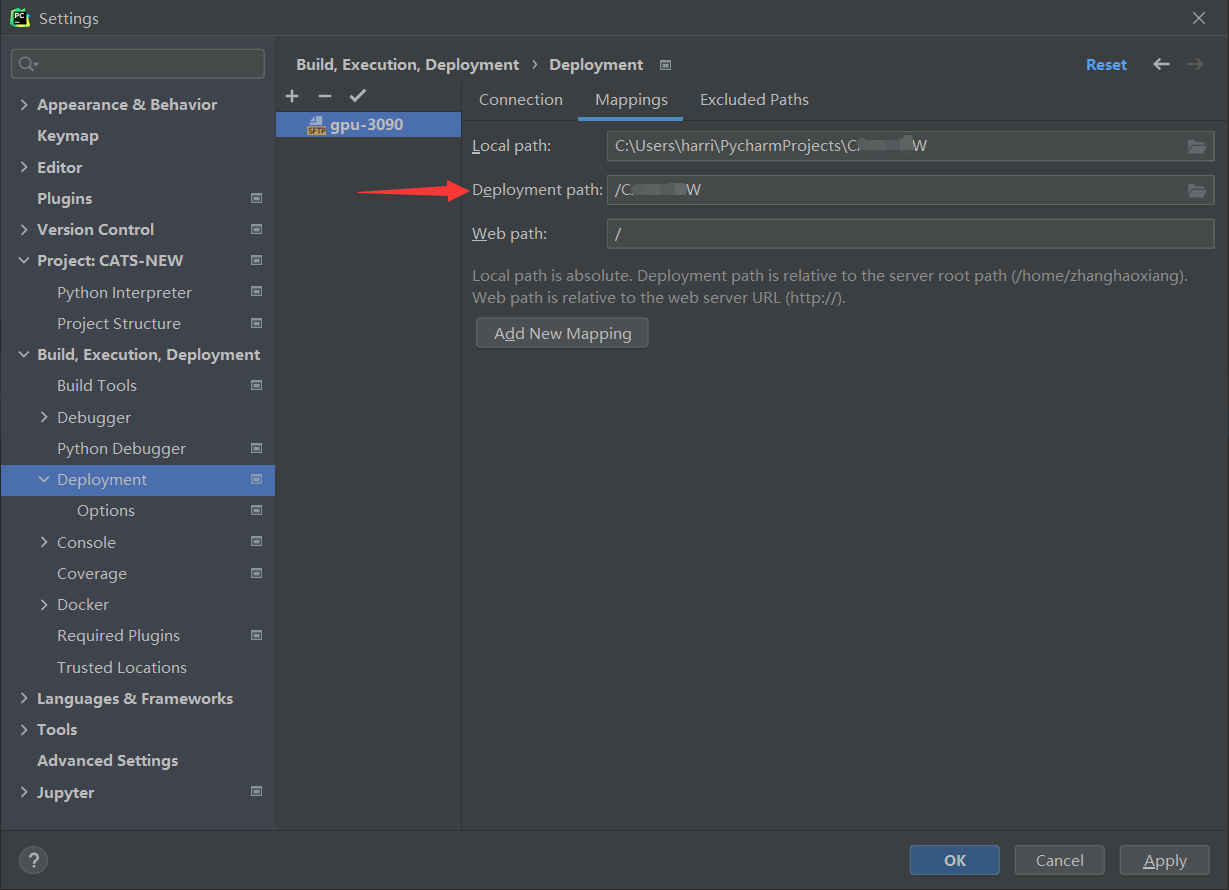 PC
Settings
Build, Execution, Deployment › Deployment
Reset
Appearance & Behavior
Keymap
Editor
Plugins
Version Control
Project: CATS-NEW
Python Interpreter
Project Structure
Build, Execution, Deployment
Build Tools
Debugger
Python Debugger
Deployment
Options
Console
Coverage
Docker
Required Plugins
Trusted Locations
Languages & Frameworks
Tools
Advanced Settings
Jupyter
SFTP gpu-3090
Connection Mappings Excluded Paths
Local path: C:\Users\harri\PycharmProjects\C W
Deployment path: /C W
Web path: /
Local path is absolute. Deployment path is relative to the server root path (/home/zhanghaoxiang).
Web path is relative to the web server URL (http://).
Add New Mapping
?
OK Cancel Apply